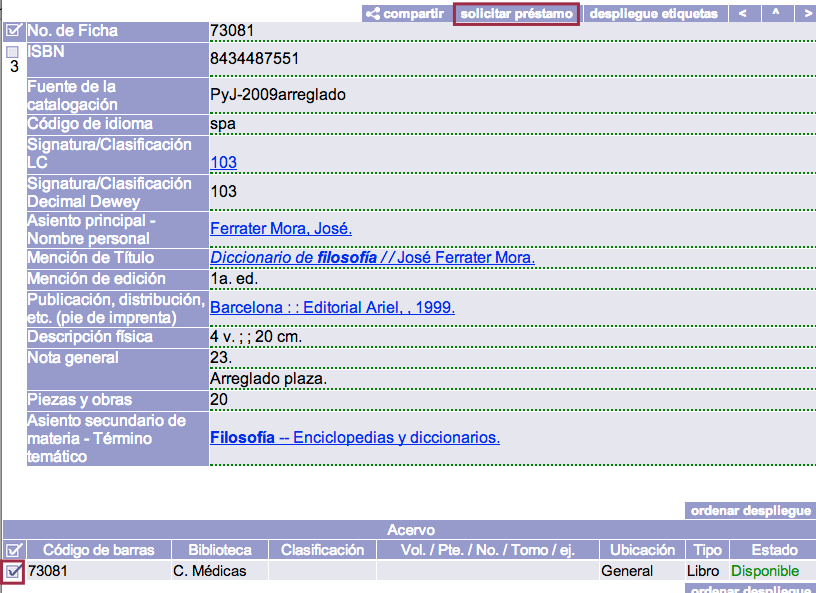 compartir solicitar préstamo despliegue etiquetas < ^ >
No. de Ficha 73081
3
ISBN 8434487551
Fuente de la
catalogación PyJ-2009arreglado
Código de idioma spa
Signatura/Clasificación
LC 103
Signatura/Clasificación
Decimal Dewey 103
Asiento principal -
Nombre personal Ferrater Mora, José.
Mención de Título Diccionario de filosofía // José Ferrater Mora.
Mención de edición 1a. ed.
Publicación, distribución,
etc. (pie de imprenta) Barcelona : : Editorial Ariel, , 1999.
Descripción física 4 v. ; ; 20 cm.
Nota general 23.
Arreglado plaza.
Piezas y obras 20
Asiento secundario de
materia - Término
temático Filosofía -- Enciclopedias y diccionarios.
ordenar despliegue
Acervo
Código de barras Biblioteca Clasificación Vol. / Pte. / No. / Tomo / ej. Ubicación Tipo Estado
73081 C. Médicas General Libro Disponible
ordenar despliegue